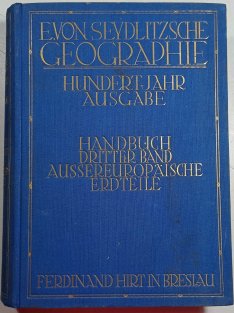 E.VON SEYDLITZSCHE
GEOGRAPHIE
HUNDERTJAHR
AUSGABE
HANDBUCH
DRITTER BAND
AUSSEREUROPÄISCHE
ERDTEILE
FERDINAND HIRT IN BRESLAU